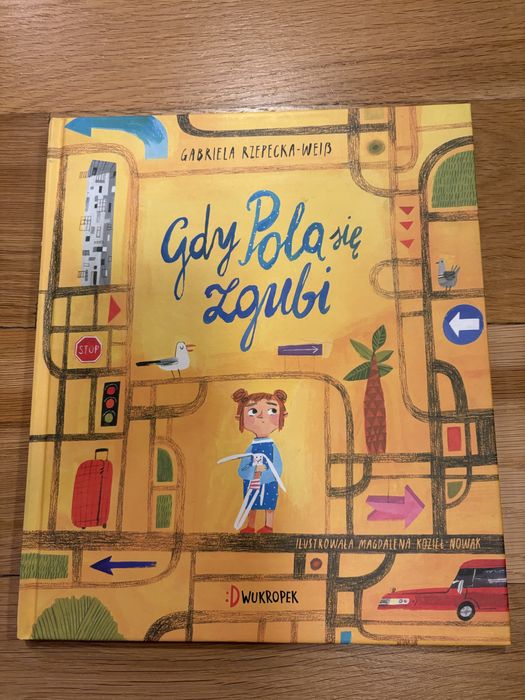 GABRIELA RZEPECKA-WEIß
Gdy Pola się
zgubi
STOP
ILUSTROWAŁA MAGDALENA KOZIEŁ-NOWAK
:DWUKROPEK